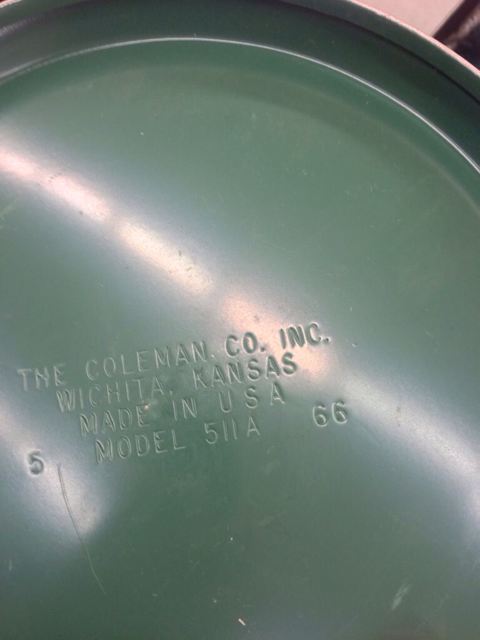 THE COLEMAN CO. INC.
WICHITA, KANSAS
MADE IN U S A
5 MODEL 511A 66